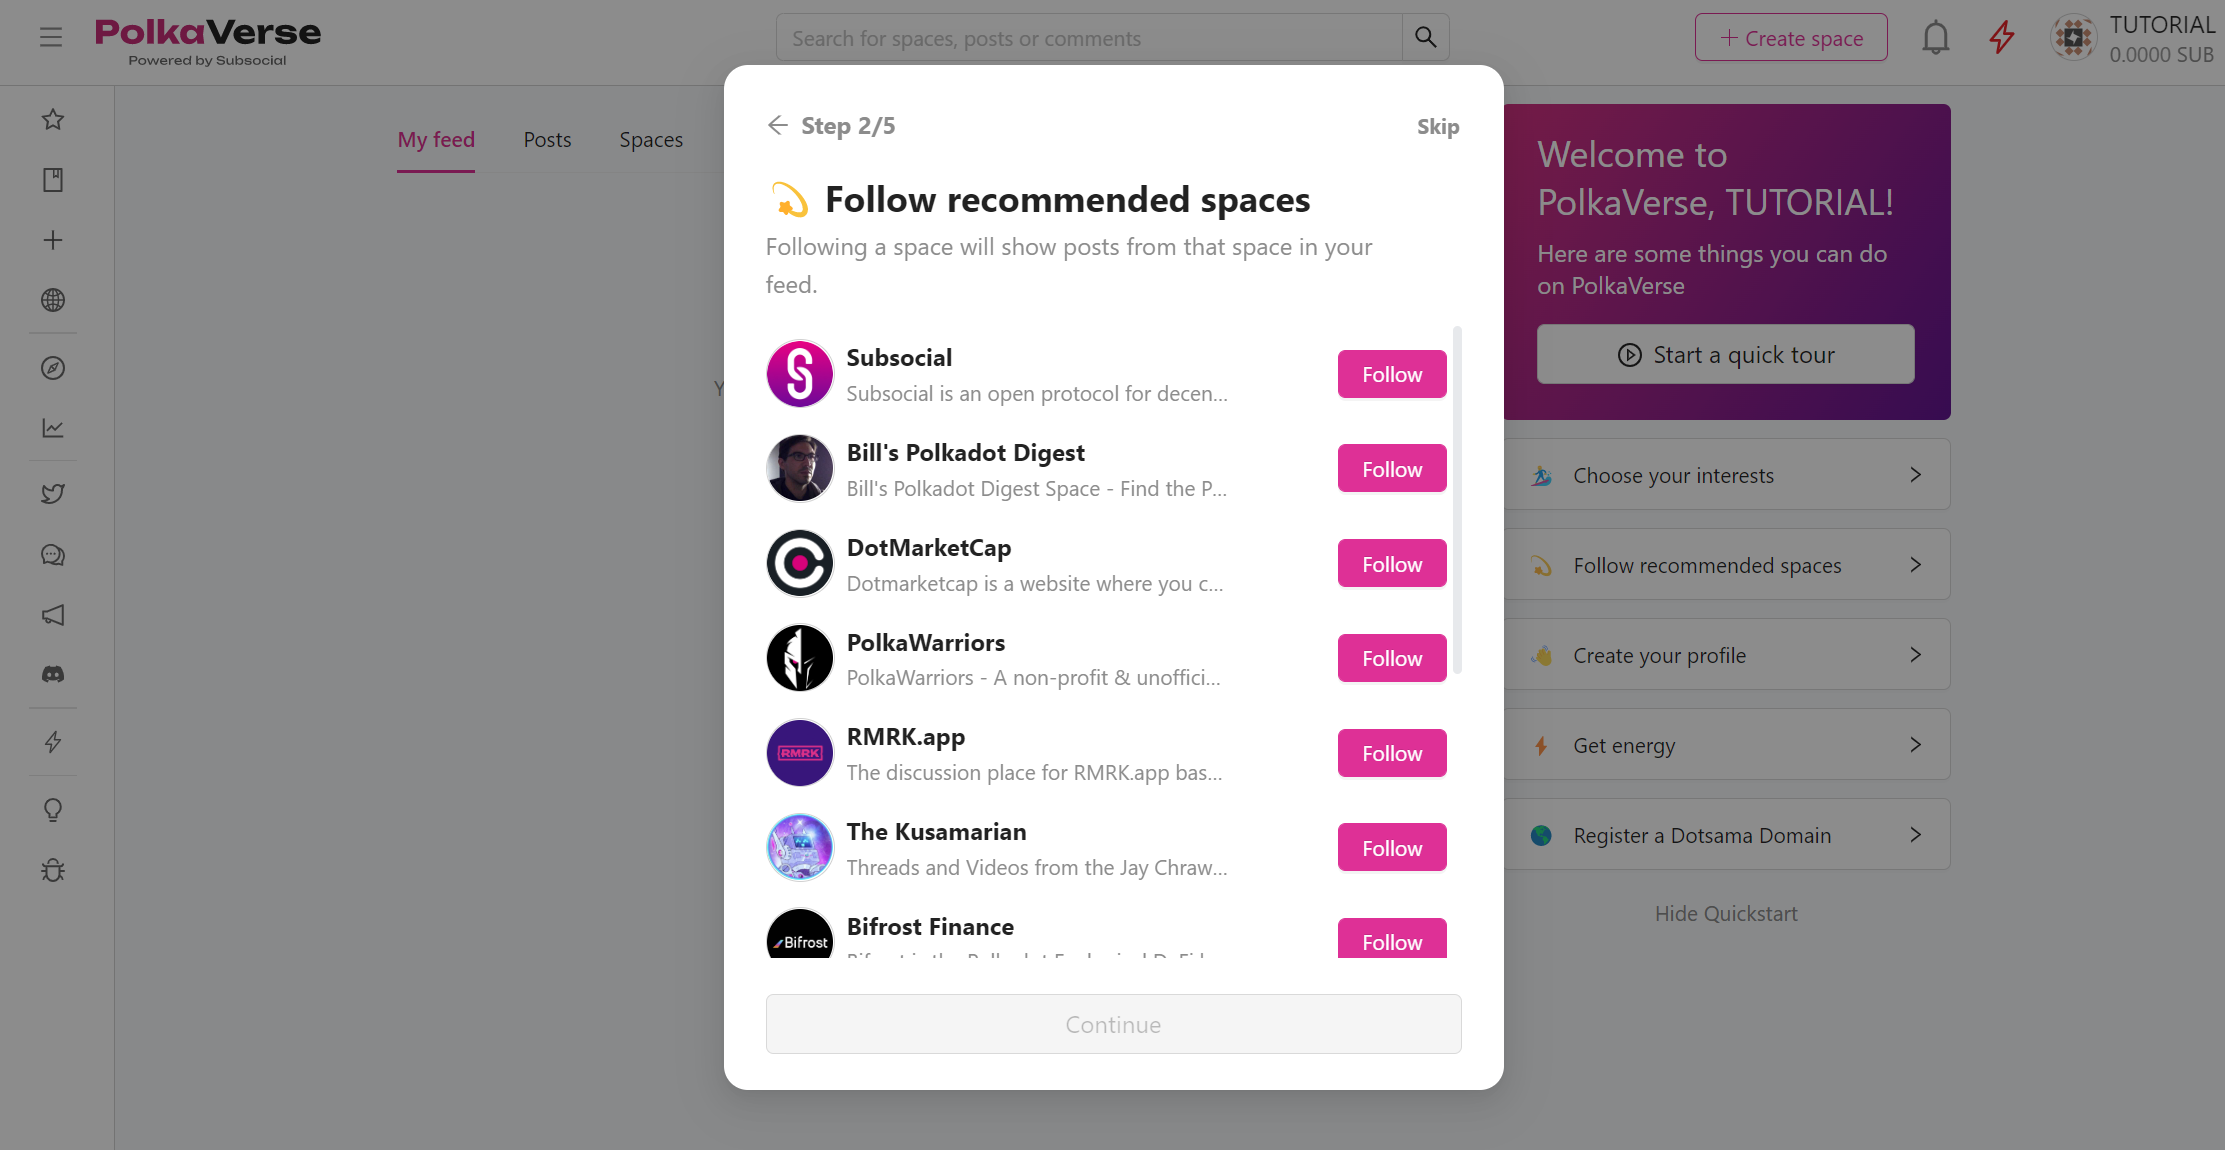 PolkaVerse
Powered by Subsocial
Search for spaces, posts or comments
+ Create space
TUTORIAL
0.0000 SUB
My feed
Posts
Spaces
Step 2/5
Skip
Follow recommended spaces
Following a space will show posts from that space in your
feed.
Subsocial
Subsocial is an open protocol for decen...
Follow
Bill's Polkadot Digest
Bill's Polkadot Digest Space - Find the P...
Follow
DotMarketCap
Dotmarketcap is a website where you c...
Follow
PolkaWarriors
PolkaWarriors - A non-profit & unoffici...
Follow
RMRK
RMRK.app
The discussion place for RMRK.app bas...
Follow
The Kusamarian
Threads and Videos from the Jay Chraw...
Follow
Bifrost
Bifrost Finance
Follow
Continue
Welcome to
PolkaVerse, TUTORIAL!
Here are some things you can do
on PolkaVerse
Start a quick tour
Choose your interests
Follow recommended spaces
Create your profile
Get energy
Register a Dotsama Domain
Hide Quickstart